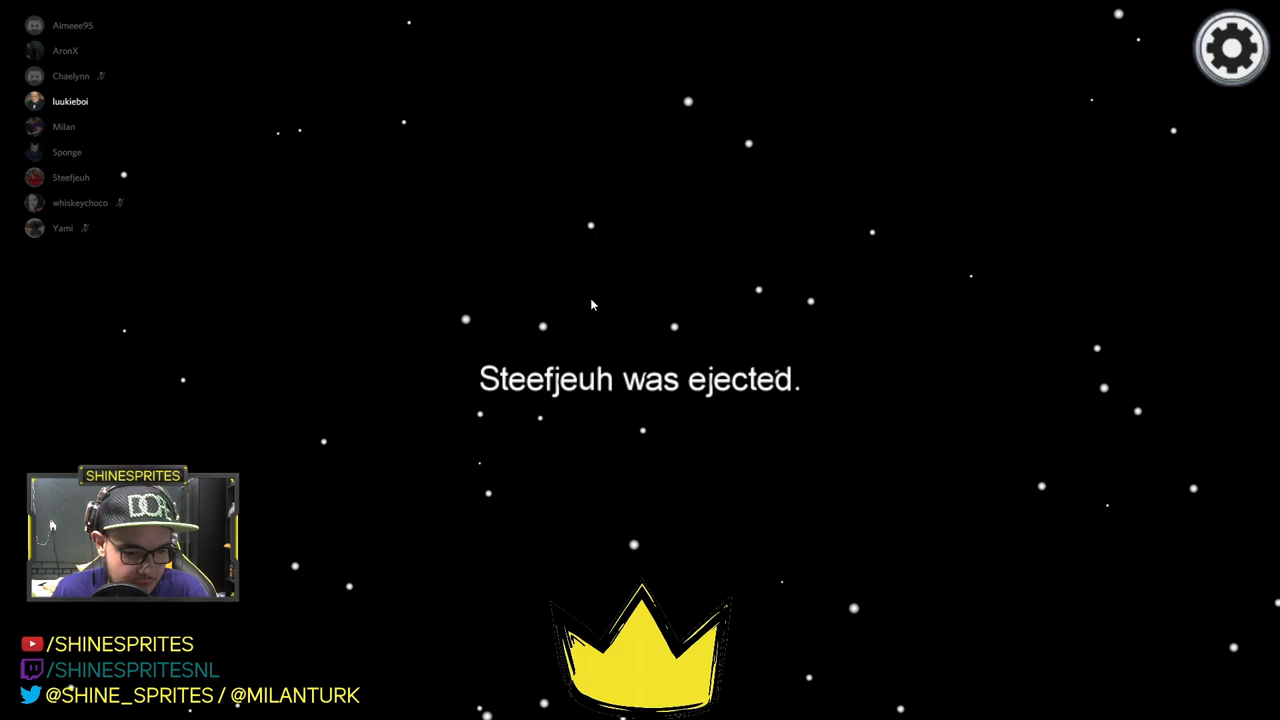 Aimeee95
AronX
Chaelynn
luukieboi
Milan
Sponge
Steefjeuh
whiskeychoco
Yami
Steefjeuh was ejected.
SHINESPRITES
/SHINESPRITES
/SHINESPRITESNL
@SHINE_SPRITES / @MILANTURK